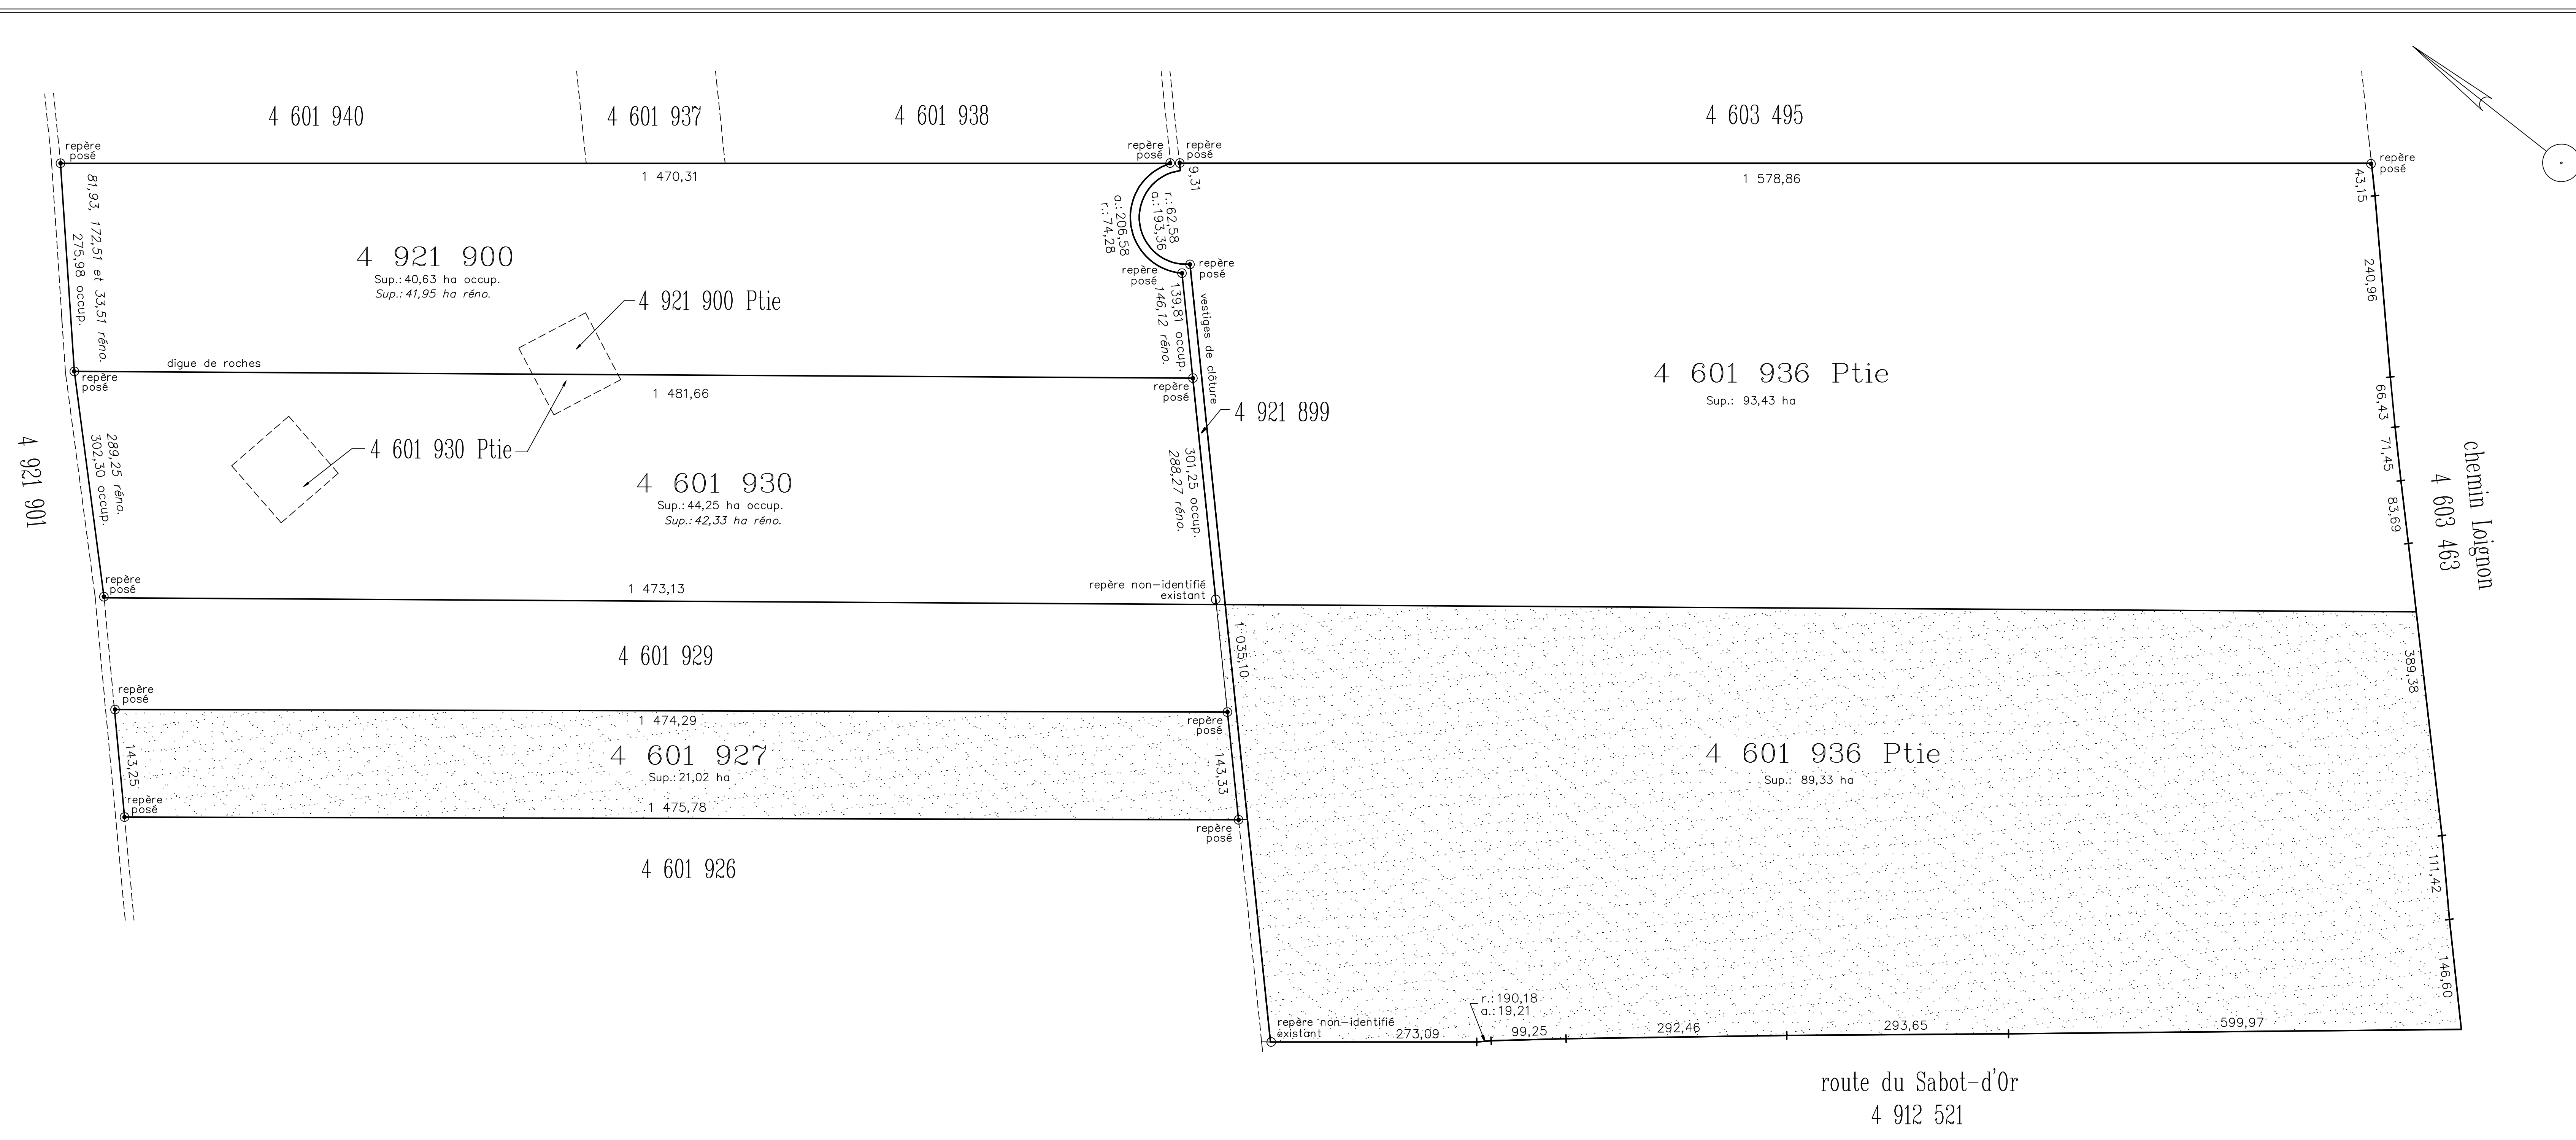 4 601 940
4 601 937
4 601 938
4 603 495
repère
posé
repère
posé
repère
posé
repère
posé
1 470,31
1 578,86
9,31
43,15
81,93, 172,51 et 33,51 réno.
275,98 occup.
r.:62,58
a.:193,36
a.:206,58
r.:74,28
4 921 900
Sup.:40,63 ha occup.
Sup.:41,95 ha réno.
4 921 900 Ptie
repère
posé
repère
posé
139,81 occup.
146,12 réno.
vestiges de clôture
240,96
digue de roches
repère
posé
1 481,66
repère
posé
4 601 936 Ptie
Sup.: 93,43 ha
66,43
71,45
83,69
4 921 899
4 601 930 Ptie
4 921 901
289,25 réno.
302,30 occup.
4 601 930
Sup.:44,25 ha occup.
Sup.:42,33 ha réno.
301,25 occup.
288,27 réno.
chemin Loignon
4 603 463
repère
posé
1 473,13
repère non-identifié
existant
4 601 929
1 035,10
389,38
repère
posé
1 474,29
repère
posé
4 601 927
Sup.:21,02 ha
143,25
143,33
4 601 936 Ptie
Sup.: 89,33 ha
repère
posé
1 475,78
repère
posé
4 601 926
111,42
146,60
r.:190,18
a.:19,21
repère non-identifié
existant
273,09
99,25
292,46
293,65
599,97
route du Sabot-d'Or
4 912 521